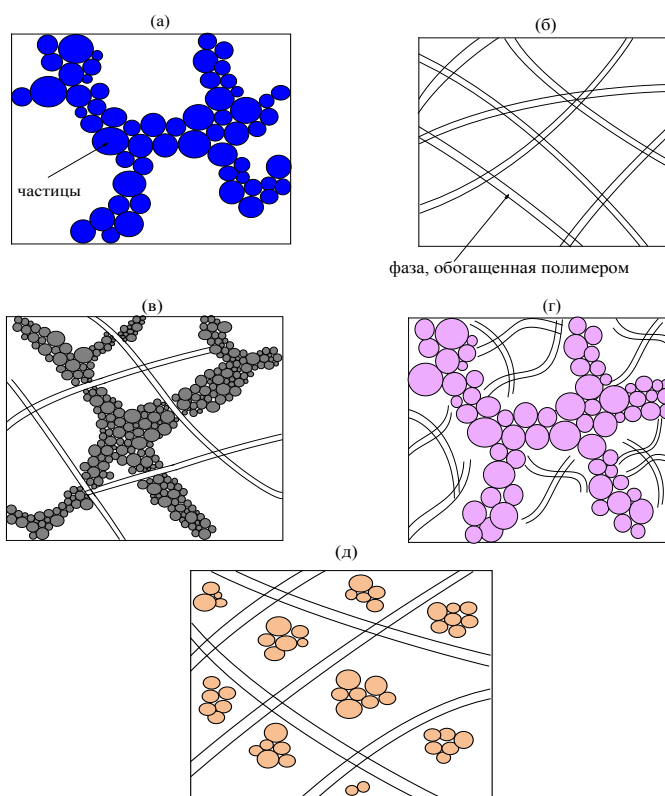 (а)
(б)
частицы
фаза, обогащенная полимером
(в)
(г)
(д)